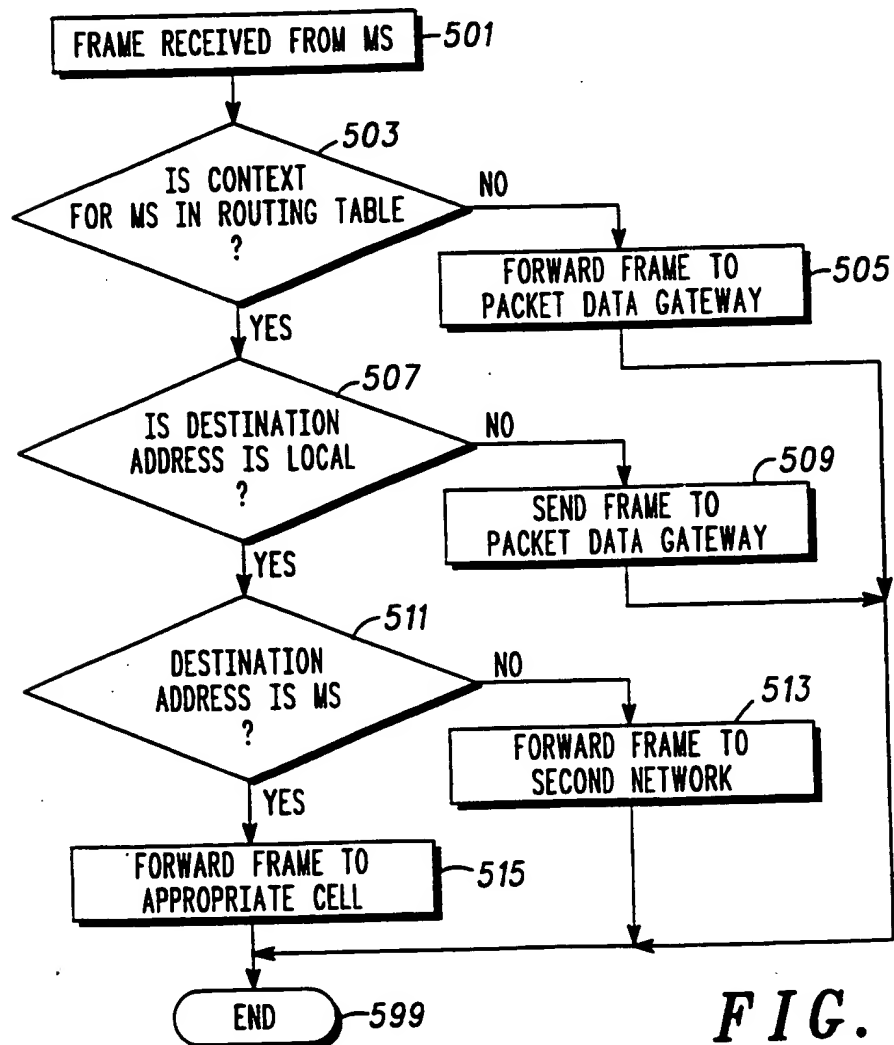 FRAME RECEIVED FROM MS
501
503
IS CONTEXT
FOR MS IN ROUTING TABLE
?
NO
FORWARD FRAME TO
PACKET DATA GATEWAY
505
YES
507
IS DESTINATION
ADDRESS IS LOCAL
?
NO
509
SEND FRAME TO
PACKET DATA GATEWAY
YES
511
DESTINATION
ADDRESS IS MS
?
NO
513
FORWARD FRAME TO
SECOND NETWORK
YES
FORWARD FRAME TO
APPROPRIATE CELL
515
END
599
FIG.